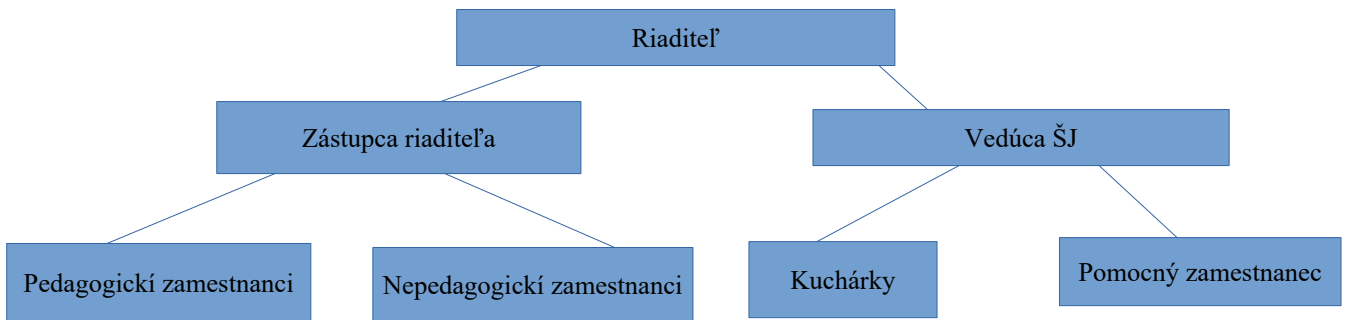 Riaditeľ
Zástupca riaditeľa
Vedúca ŠJ
Pedagogickí zamestnanci
Nepedagogickí zamestnanci
Kuchárky
Pomocný zamestnanec